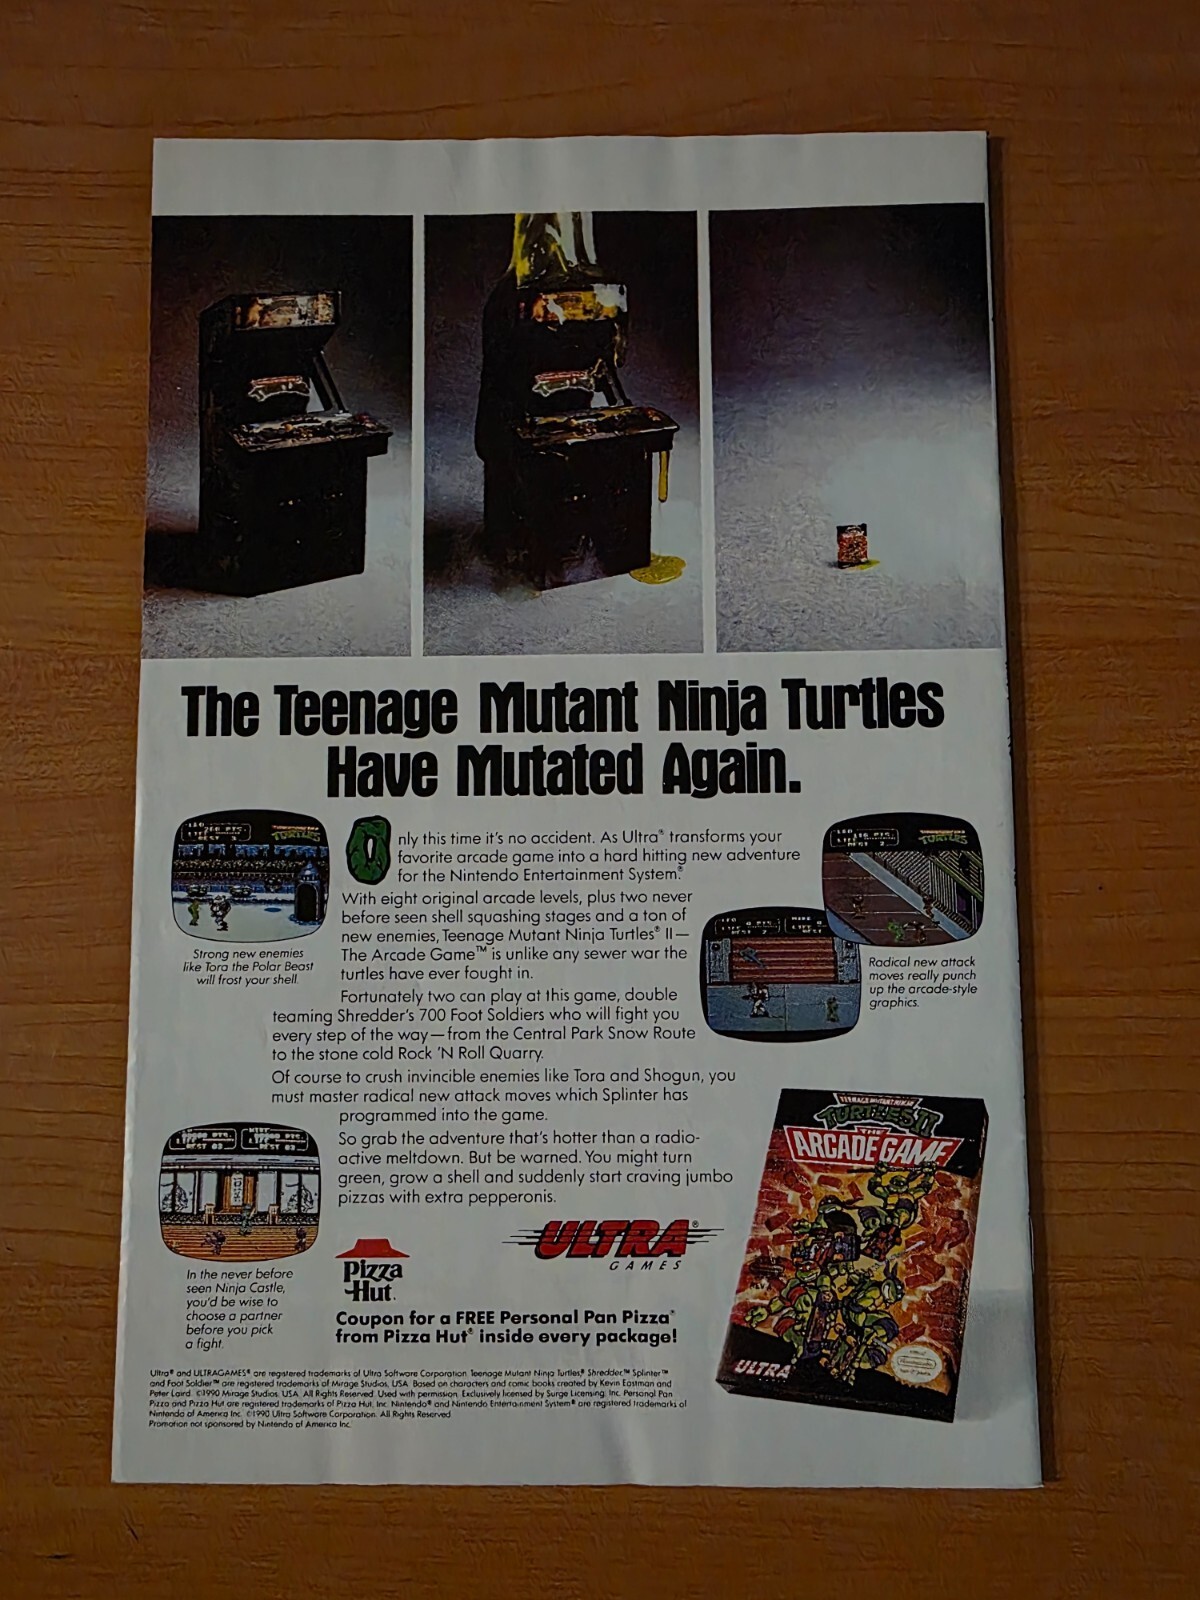 The Teenage Mutant Ninja Turtles
Have Mutated Again.
Only this time it's no accident. As Ultra® transforms your
favorite arcade game into a hard hitting new adventure
for the Nintendo Entertainment System.®
With eight original arcade levels, plus two never
before seen shell squashing stages and a ton of
new enemies, Teenage Mutant Ninja Turtles® II—
The Arcade Game™ is unlike any sewer war the
turtles have ever fought in.
Fortunately two can play at this game, double
teaming Shredder's 700 Foot Soldiers who will fight you
every step of the way—from the Central Park Snow Route
to the stone cold Rock 'N Roll Quarry.
Of course to crush invincible enemies like Tora and Shogun, you
must master radical new attack moves which Splinter has
programmed into the game.
So grab the adventure that's hotter than a radio-
active meltdown. But be warned. You might turn
green, grow a shell and suddenly start craving jumbo
pizzas with extra pepperonis.
TURTLES
Strong new enemies
like Tora the Polar Beast
will frost your shell.
TURTLES
Radical new attack
moves really punch
up the arcade-style
graphics.
In the never before
seen Ninja Castle,
you'd be wise to
choose a partner
before you pick
a fight.
Pizza
Hut.
ULTRA®
GAMES
Coupon for a FREE Personal Pan Pizza®
from Pizza Hut® inside every package!
TEENAGE MUTANT NINJA
TURTLES II
THE
ARCADE GAME
ULTRA
Nintendo
Ultra® and ULTRAGAMES® are registered trademarks of Ultra Software Corporation. Teenage Mutant Ninja Turtles,® Shredder,™ Splinter™
and Foot Soldier™ are registered trademarks of Mirage Studios, USA. Based on characters and comic books created by Kevin Eastman and
Peter Laird. ©1990 Mirage Studios, USA. All Rights Reserved. Used with permission. Exclusively licensed by Surge Licensing, Inc. Personal Pan
Pizza and Pizza Hut are registered trademarks of Pizza Hut, Inc. Nintendo® and Nintendo Entertainment System® are registered trademarks of
Nintendo of America Inc. ©1990 Ultra Software Corporation. All Rights Reserved.
Promotion not sponsored by Nintendo of America Inc.